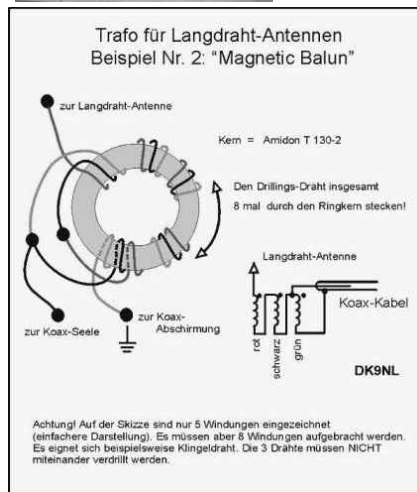 Trafo für Langdraht-Antennen
Beispiel Nr. 2: "Magnetic Balun"
zur Langdraht-Antenne
Kern = Amidon T 130-2
Den Drillings-Draht insgesamt
8 mal durch den Ringkern stecken!
Langdraht-Antenne
Koax-Kabel
rot
schwarz
grün
zur Koax-Seele
zur Koax-
Abschirmung
DK9NL
Achtung! Auf der Skizze sind nur 5 Windungen eingezeichnet
(einfachere Darstellung). Es müssen aber 8 Windungen aufgebracht werden.
Es eignet sich beispielsweise Klingeldraht. Die 3 Drähte müssen NICHT
miteinander verdrillt werden.